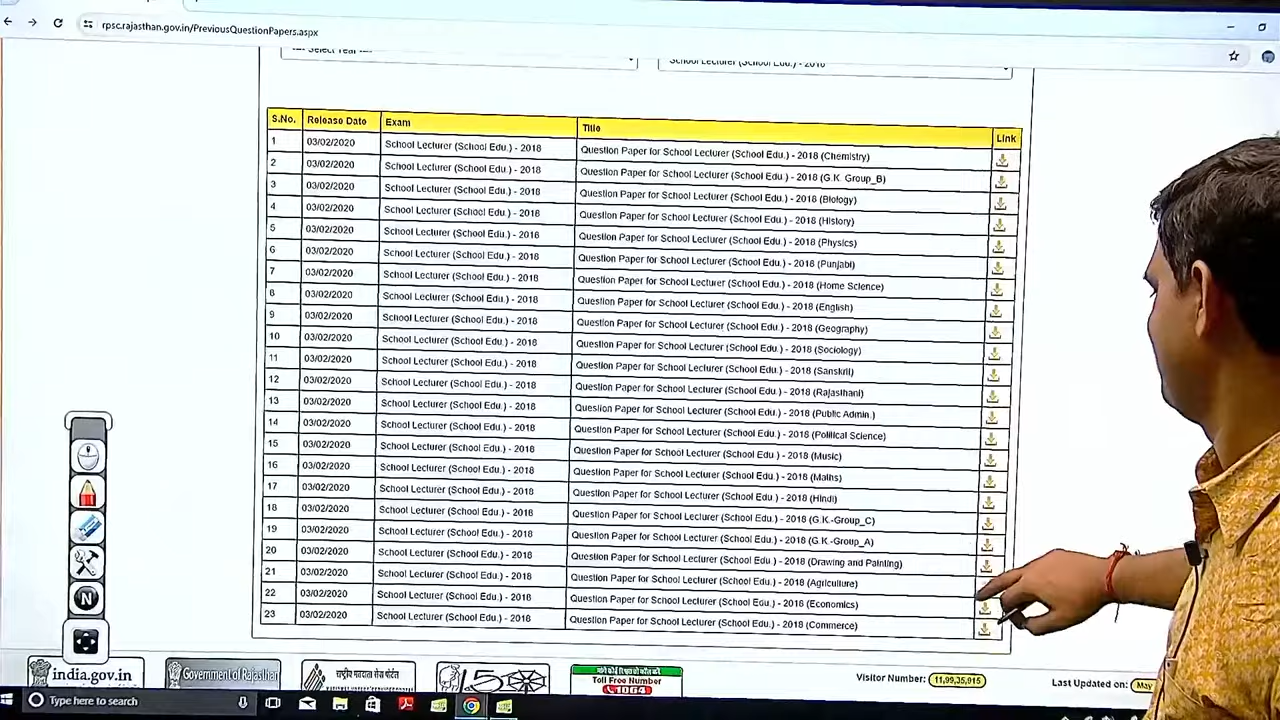 rpsc.rajasthan.gov.in/PreviousQuestionPapers.aspx
--- Select Year ---
School Lecturer (School Edu.) - 2018
S.No. Release Date Exam Title Link
1 03/02/2020 School Lecturer (School Edu.) - 2018 Question Paper for School Lecturer (School Edu.) - 2018 (Chemistry)
2 03/02/2020 School Lecturer (School Edu.) - 2018 Question Paper for School Lecturer (School Edu.) - 2018 (G.K. Group_B)
3 03/02/2020 School Lecturer (School Edu.) - 2018 Question Paper for School Lecturer (School Edu.) - 2018 (Biology)
4 03/02/2020 School Lecturer (School Edu.) - 2018 Question Paper for School Lecturer (School Edu.) - 2018 (History)
5 03/02/2020 School Lecturer (School Edu.) - 2018 Question Paper for School Lecturer (School Edu.) - 2018 (Physics)
6 03/02/2020 School Lecturer (School Edu.) - 2018 Question Paper for School Lecturer (School Edu.) - 2018 (Punjabi)
7 03/02/2020 School Lecturer (School Edu.) - 2018 Question Paper for School Lecturer (School Edu.) - 2018 (Home Science)
8 03/02/2020 School Lecturer (School Edu.) - 2018 Question Paper for School Lecturer (School Edu.) - 2018 (English)
9 03/02/2020 School Lecturer (School Edu.) - 2018 Question Paper for School Lecturer (School Edu.) - 2018 (Geography)
10 03/02/2020 School Lecturer (School Edu.) - 2018 Question Paper for School Lecturer (School Edu.) - 2018 (Sociology)
11 03/02/2020 School Lecturer (School Edu.) - 2018 Question Paper for School Lecturer (School Edu.) - 2018 (Sanskrit)
12 03/02/2020 School Lecturer (School Edu.) - 2018 Question Paper for School Lecturer (School Edu.) - 2018 (Rajasthani)
13 03/02/2020 School Lecturer (School Edu.) - 2018 Question Paper for School Lecturer (School Edu.) - 2018 (Public Admin.)
14 03/02/2020 School Lecturer (School Edu.) - 2018 Question Paper for School Lecturer (School Edu.) - 2018 (Political Science)
15 03/02/2020 School Lecturer (School Edu.) - 2018 Question Paper for School Lecturer (School Edu.) - 2018 (Music)
16 03/02/2020 School Lecturer (School Edu.) - 2018 Question Paper for School Lecturer (School Edu.) - 2018 (Maths)
17 03/02/2020 School Lecturer (School Edu.) - 2018 Question Paper for School Lecturer (School Edu.) - 2018 (Hindi)
18 03/02/2020 School Lecturer (School Edu.) - 2018 Question Paper for School Lecturer (School Edu.) - 2018 (G.K.-Group_C)
19 03/02/2020 School Lecturer (School Edu.) - 2018 Question Paper for School Lecturer (School Edu.) - 2018 (G.K.-Group_A)
20 03/02/2020 School Lecturer (School Edu.) - 2018 Question Paper for School Lecturer (School Edu.) - 2018 (Drawing and Painting)
21 03/02/2020 School Lecturer (School Edu.) - 2018 Question Paper for School Lecturer (School Edu.) - 2018 (Agriculture)
22 03/02/2020 School Lecturer (School Edu.) - 2018 Question Paper for School Lecturer (School Edu.) - 2018 (Economics)
23 03/02/2020 School Lecturer (School Edu.) - 2018 Question Paper for School Lecturer (School Edu.) - 2018 (Commerce)
N
india.gov.in
Government of Rajasthan
राष्ट्रीय मतदाता सेवा पोर्टल
150
Toll Free Number
1064
Visitor Number: 11,99,35,915
Last Updated on: May
Type here to search